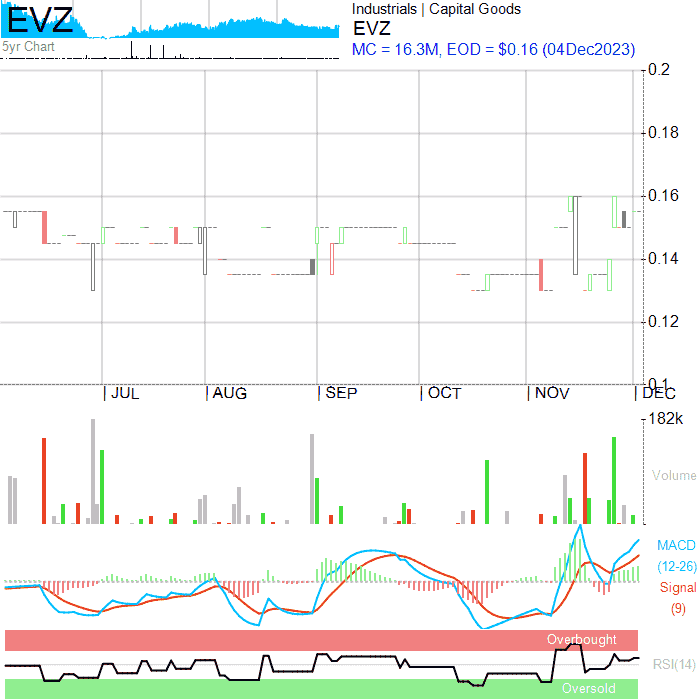 EVZ
5yr Chart
Industrials | Capital Goods
EVZ
MC = 16.3M, EOD = $0.16 (04Dec2023)
0.2
0.18
0.16
0.14
0.12
0.1
| JUL | AUG | SEP | OCT | NOV | DEC
182k
Volume
MACD
(12-26)
Signal
(9)
Overbought
RSI(14)
Oversold